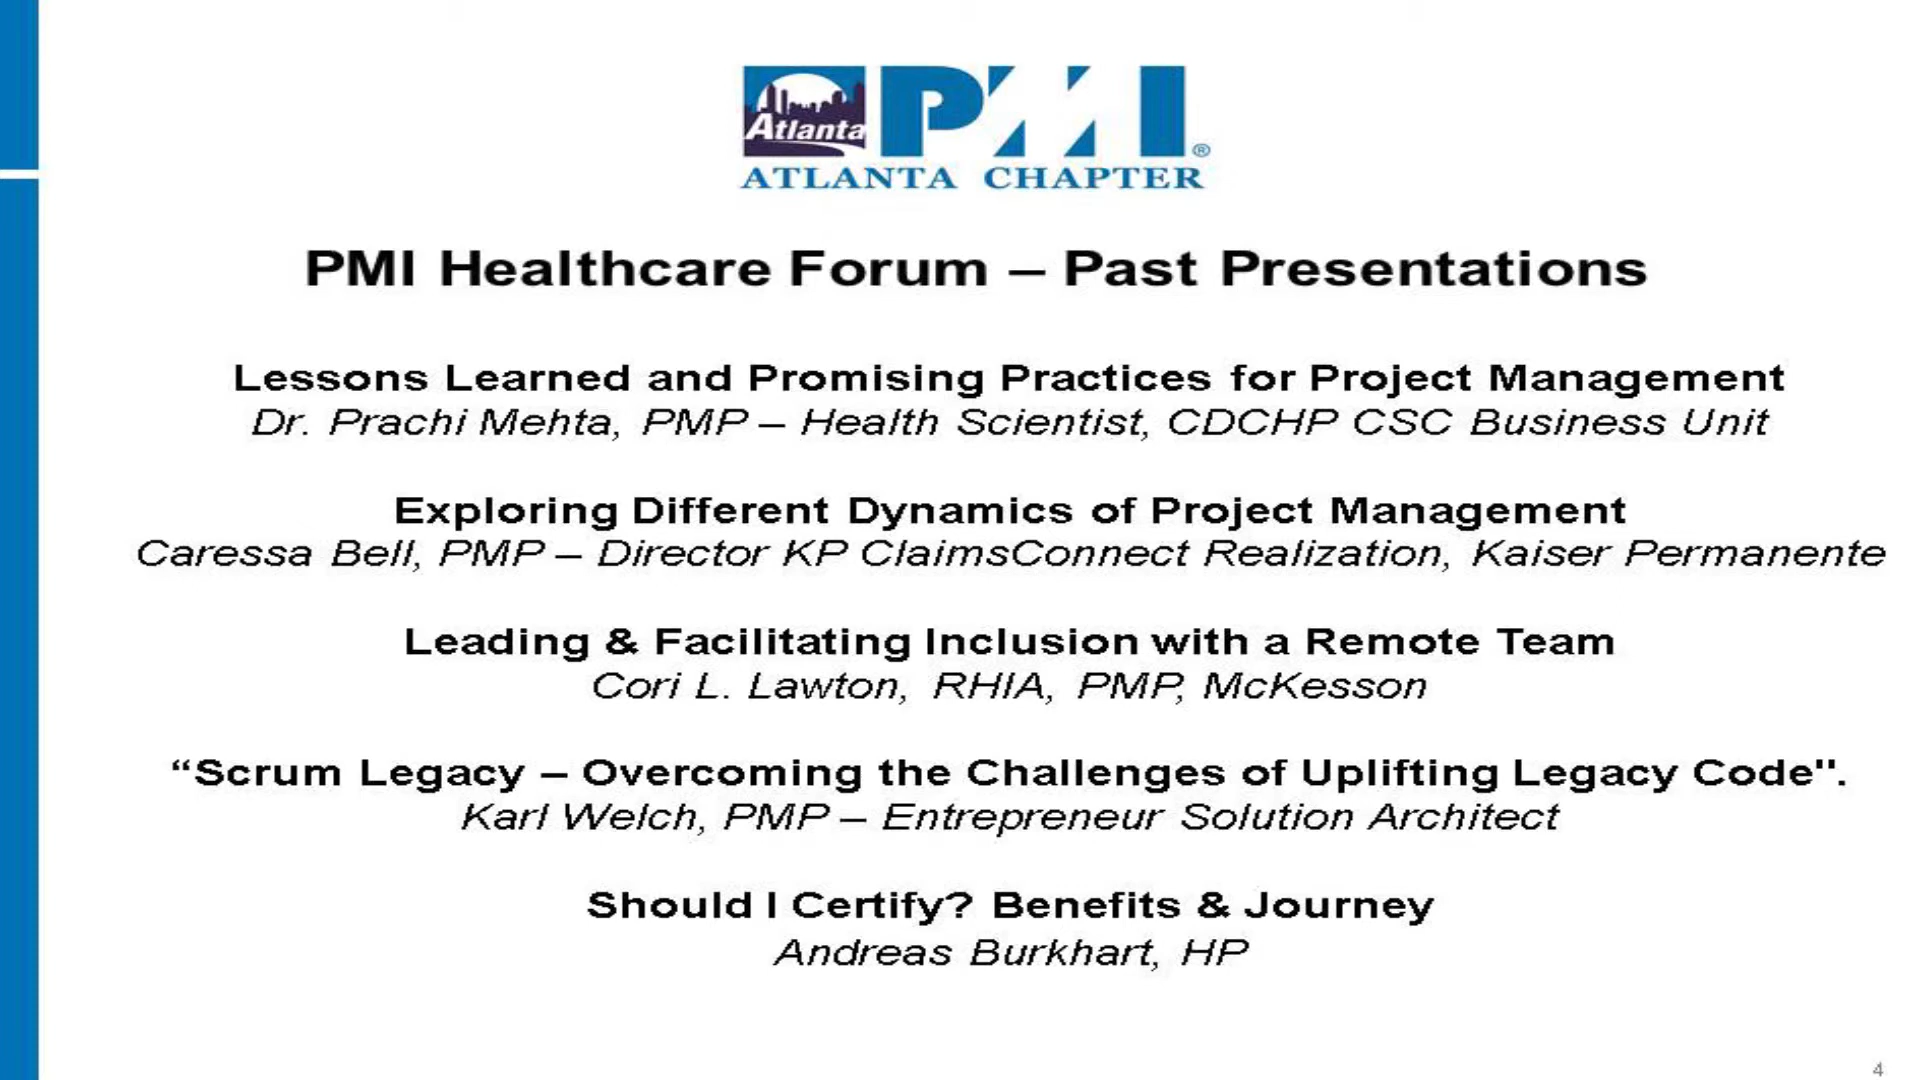 Atlanta
PMI®
ATLANTA CHAPTER
PMI Healthcare Forum – Past Presentations
Lessons Learned and Promising Practices for Project Management
Dr. Prachi Mehta, PMP – Health Scientist, CDCHP CSC Business Unit
Exploring Different Dynamics of Project Management
Caressa Bell, PMP – Director KP ClaimsConnect Realization, Kaiser Permanente
Leading & Facilitating Inclusion with a Remote Team
Cori L. Lawton, RHIA, PMP, McKesson
“Scrum Legacy – Overcoming the Challenges of Uplifting Legacy Code".
Karl Welch, PMP – Entrepreneur Solution Architect
Should I Certify? Benefits & Journey
Andreas Burkhart, HP
4